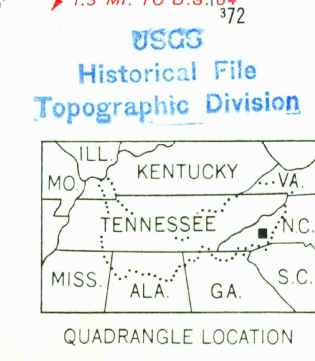 1.3 MI. TO U.S. 64
372
USGS
Historical File
Topographic Division
ILL.
KENTUCKY
MO.
VA.
TENNESSEE
N.C.
MISS.
ALA.
GA.
S.C.
QUADRANGLE LOCATION